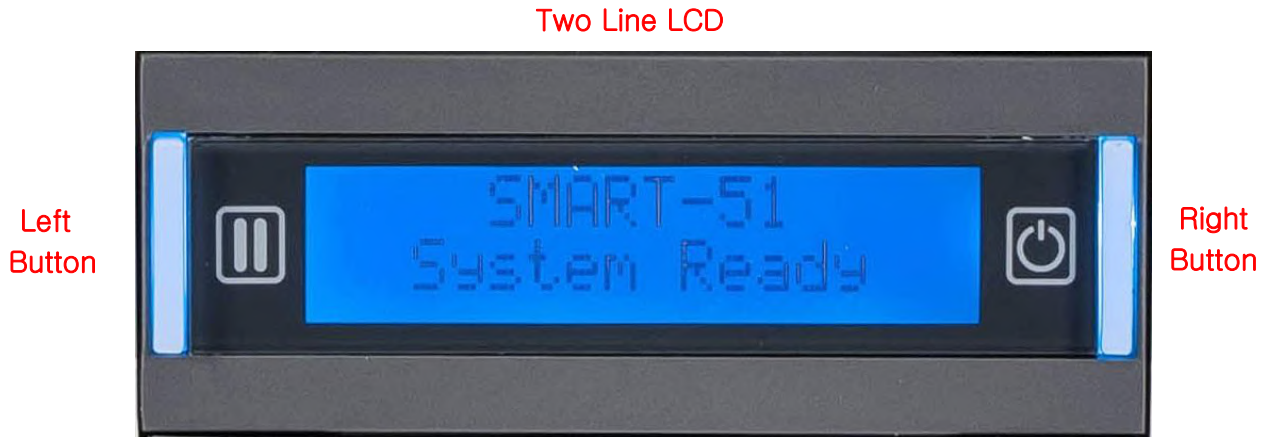 Two Line LCD
SMART-51
System Ready
Left
Button
Right
Button